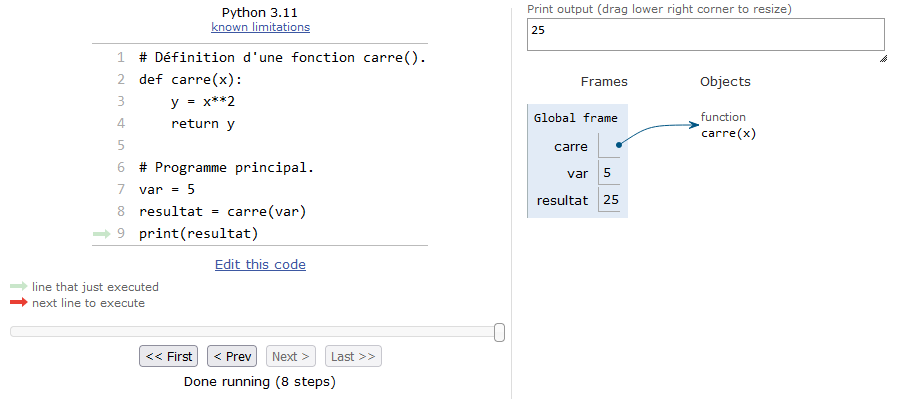 Python 3.11
known limitations
1 # Définition d'une fonction carre().
2 def carre(x):
3     y = x**2
4     return y
5
6 # Programme principal.
7 var = 5
8 resultat = carre(var)
9 print(resultat)
Edit this code
line that just executed
next line to execute
<< First < Prev Next > Last >>
Done running (8 steps)
Print output (drag lower right corner to resize)
25
Frames Objects
Global frame
carre
var 5
resultat 25
function
carre(x)